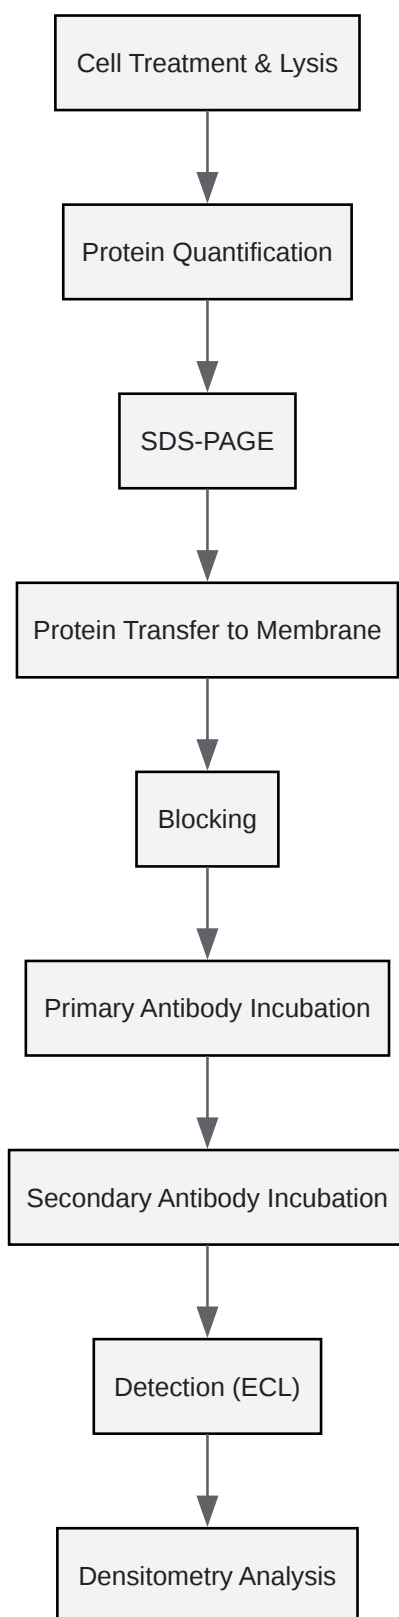 Cell Treatment & Lysis
Protein Quantification
SDS-PAGE
Protein Transfer to Membrane
Blocking
Primary Antibody Incubation
Secondary Antibody Incubation
Detection (ECL)
Densitometry Analysis